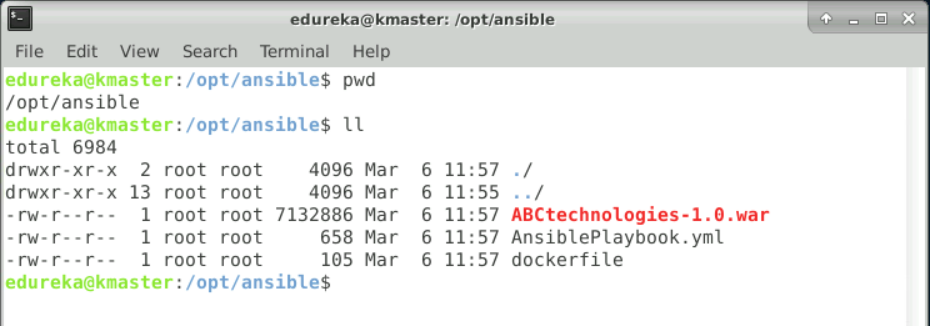 edureka@kmaster: /opt/ansible
File Edit View Search Terminal Help
edureka@kmaster:/opt/ansible$ pwd
/opt/ansible
edureka@kmaster:/opt/ansible$ ll
total 6984
drwxr-xr-x  2 root root    4096 Mar  6 11:57 ./
drwxr-xr-x 13 root root    4096 Mar  6 11:55 ../
-rw-r--r--  1 root root 7132886 Mar  6 11:57 ABCtechnologies-1.0.war
-rw-r--r--  1 root root     658 Mar  6 11:57 AnsiblePlaybook.yml
-rw-r--r--  1 root root     105 Mar  6 11:57 dockerfile
edureka@kmaster:/opt/ansible$